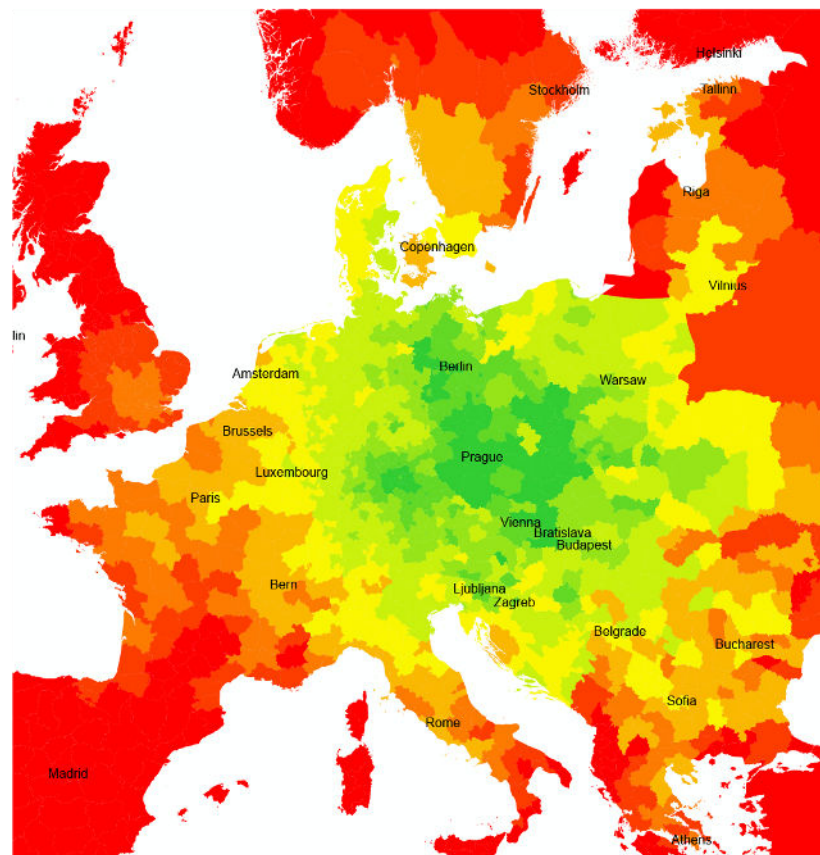 Helsinki
Stockholm
Tallinn
Riga
Copenhagen
Vilnius
lin
Berlin
Amsterdam
Warsaw
Brussels
Prague
Luxembourg
Paris
Vienna
Bratislava
Budapest
Bern
Ljubljana
Zagreb
Belgrade
Bucharest
Sofia
Rome
Madrid
Athens